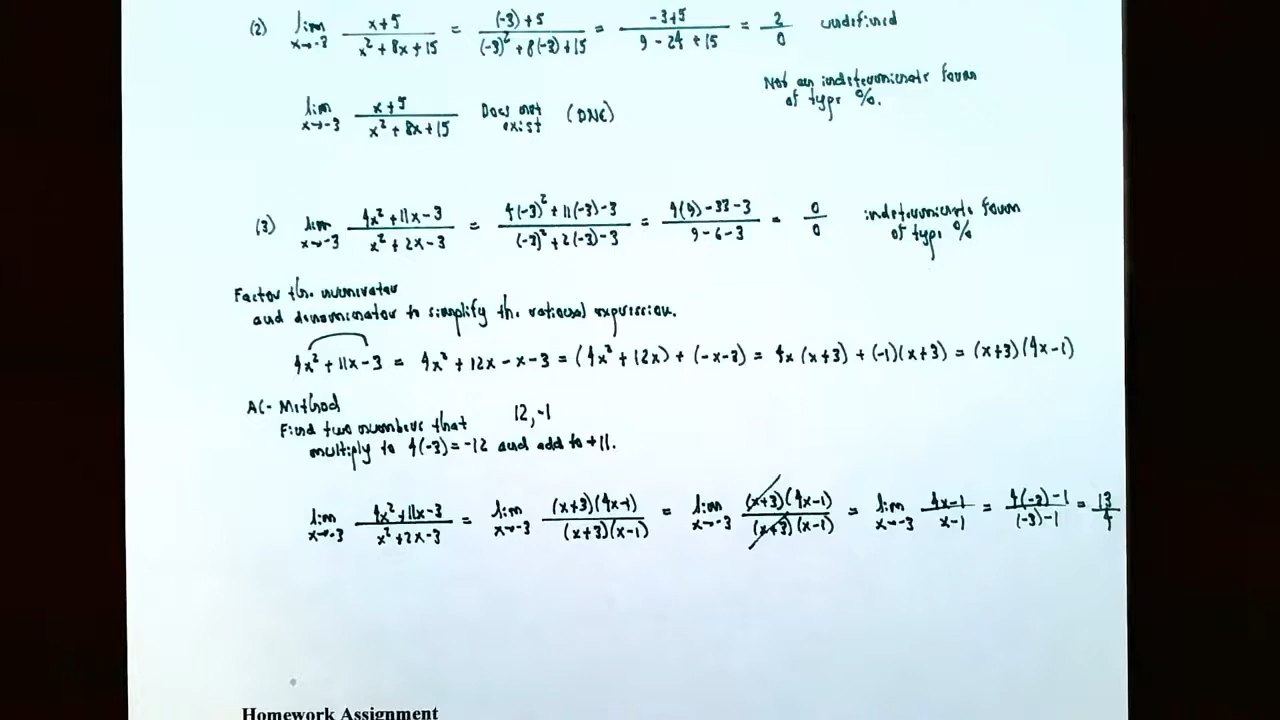 (2) lim x→-3 x+5 / x² + 8x + 15 = (-3) + 5 / (-3)² + 8(-3) + 15 = -3+5 / 9 - 24 + 15 = 2 / 0 undefined
Not an indeterminate form
of type 0/0.
lim x→-3 x+5 / x² + 8x + 15 Does not exist (DNE)
(3) lim x→-3 4x² + 11x - 3 / x² + 2x - 3 = 4(-3)² + 11(-3) - 3 / (-3)² + 2(-3) - 3 = 4(9) - 33 - 3 / 9 - 6 - 3 = 0 / 0 indeterminate form
of type 0/0
Factor the numerator
and denominator to simplify the rational expression.
4x² + 11x - 3 = 4x² + 12x - x - 3 = (4x² + 12x) + (-x - 3) = 4x (x+3) + (-1)(x+3) = (x+3)(4x-1)
AC- Method
Find two numbers that 12, -1
multiply to 4(-3) = -12 and add to +11.
lim x→-3 4x² + 11x - 3 / x² + 2x - 3 = lim x→-3 (x+3)(4x-1) / (x+3)(x-1) = lim x→-3 (x+3)(4x-1) / (x+3)(x-1) = lim x→-3 4x-1 / x-1 = 4(-3) - 1 / (-3) - 1 = 13 / 4
Homework Assignment